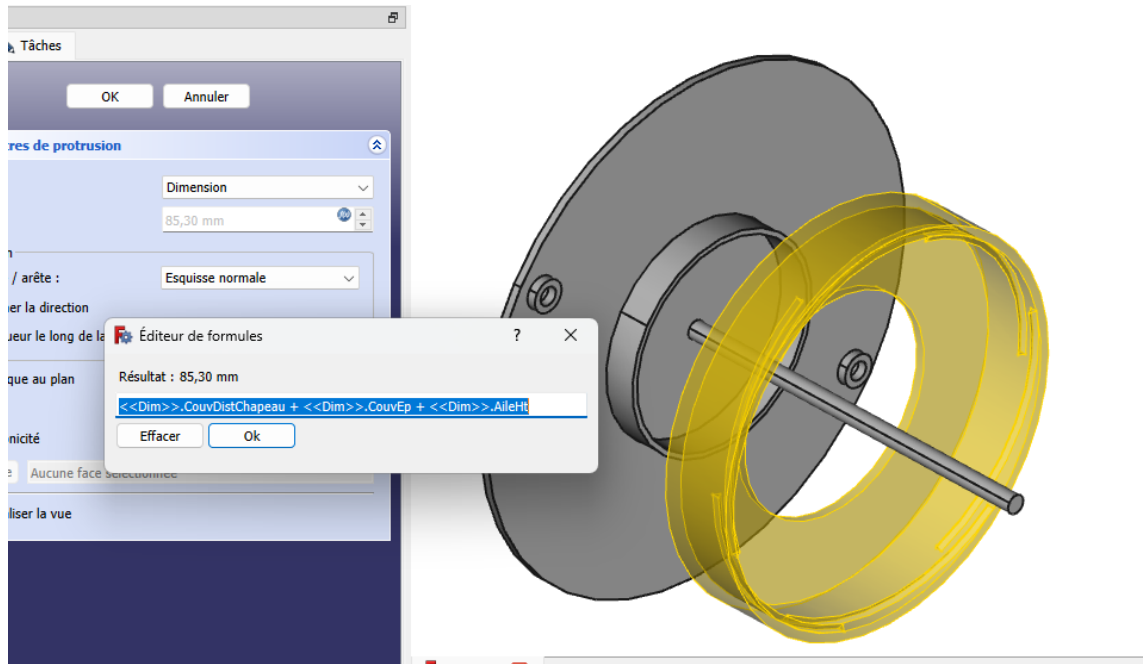 Tâches
OK
Annuler
res de protrusion
Dimension
85,30 mm
/ arête :
Esquisse normale
er la direction
ueur le long de la
Éditeur de formules
?
Résultat : 85,30 mm
<<Dim>>.CouvDistChapeau + <<Dim>>.CouvEp + <<Dim>>.AileHt
Effacer
Ok
que au plan
nicité
Aucune face sélectionnée
liser la vue